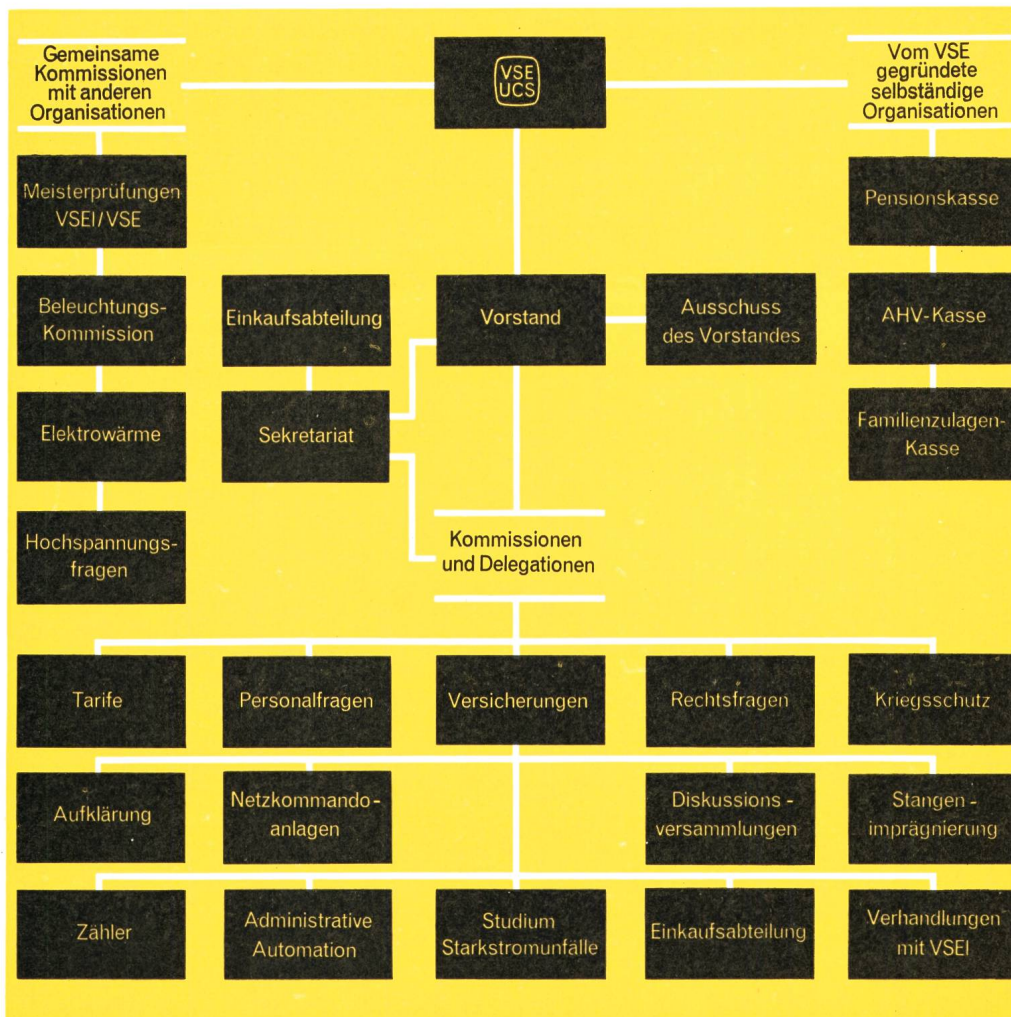 Gemeinsame
Kommissionen
mit anderen
Organisationen
VSE
UCS
Vom VSE
gegründete
selbständige
Organisationen
Meisterprüfungen
VSEI/VSE
Pensionskasse
Beleuchtungs-
Kommission
Einkaufsabteilung
Vorstand
Ausschuss
des Vorstandes
AHV-Kasse
Elektrowärme
Sekretariat
Familienzulagen-
Kasse
Hochspannungs-
fragen
Kommissionen
und Delegationen
Tarife
Personalfragen
Versicherungen
Rechtsfragen
Kriegsschutz
Aufklärung
Netzkommando-
anlagen
Diskussions-
versammlungen
Stangen-
imprägnierung
Zähler
Administrative
Automation
Studium
Starkstromunfälle
Einkaufsabteilung
Verhandlungen
mit VSEI